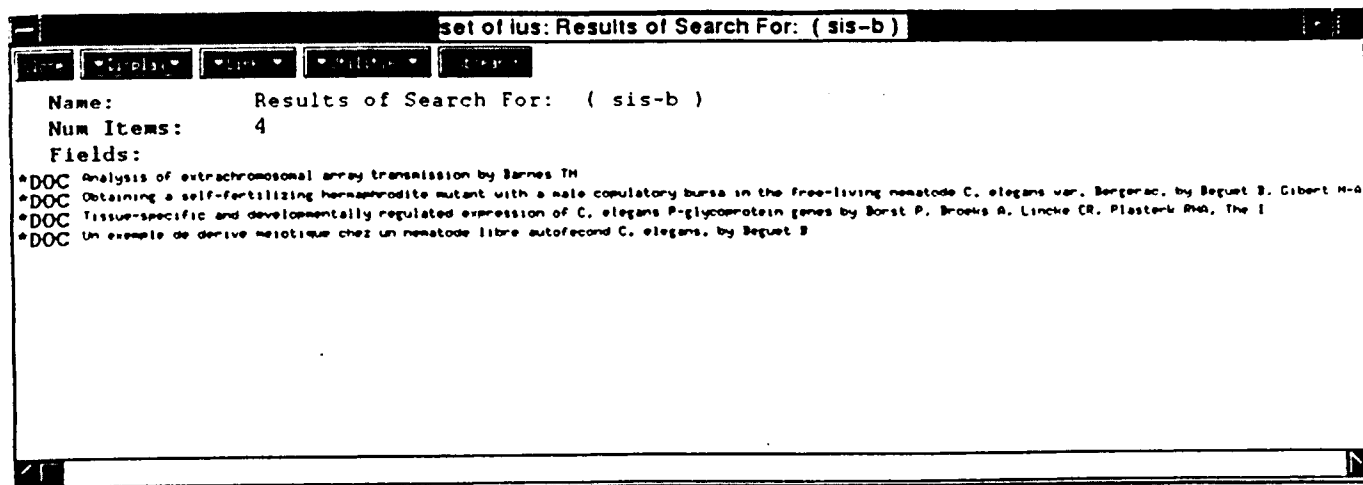 set of ius: Results of Search For: ( sis-b )
Display
Name: Results of Search For: ( sis-b )
Num Items: 4
Fields:
*DOC Analysis of extrachromosomal array transmission by Barnes TM
*DOC Obtaining a self-fertilizing hermaphrodite mutant with a male copulatory bursa in the free-living nematode C. elegans var. Bergerac. by Beguet B. Gibert M-A
*DOC Tissue-specific and developmentally regulated expression of C. elegans P-glycoprotein genes by Borst P. Broeks A. Lincke CR. Plasterk RHA. The I
*DOC Un exemple de derive meiotique chez un nematode libre autofecond C. elegans. by Beguet B